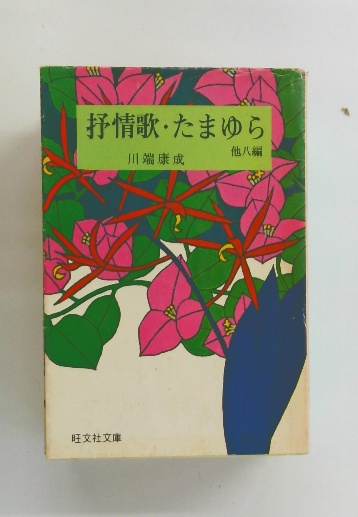 抒情歌・たまゆら
他八編
川端康成
旺文社文庫